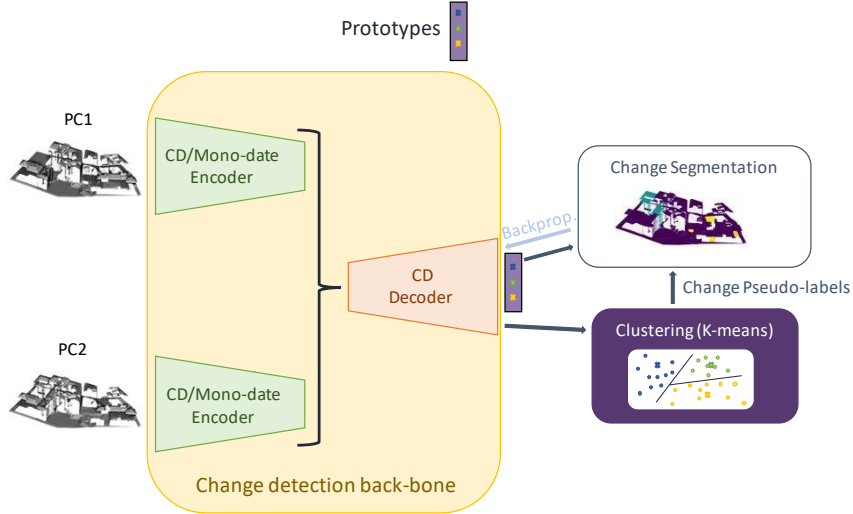 Prototypes
PC1
CD/Mono-date
Encoder
Change Segmentation
Backprop.
CD
Decoder
Change Pseudo-labels
Clustering (K-means)
PC2
CD/Mono-date
Encoder
Change detection back-bone